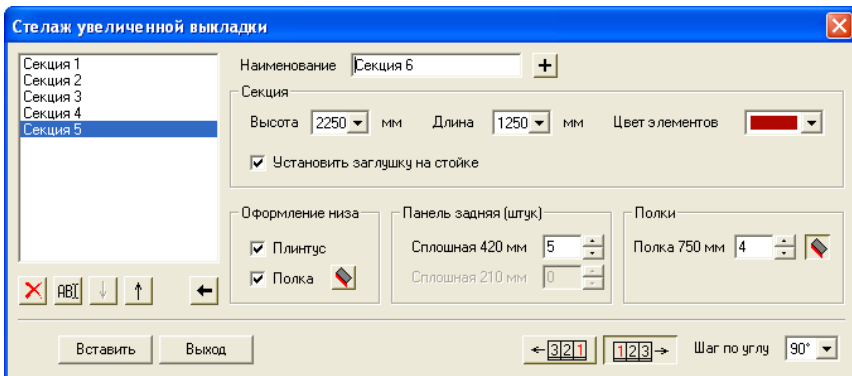 Стелаж увеличенной выкладки
Секция 1
Секция 2
Секция 3
Секция 4
Секция 5
Наименование Секция 6 +
Секция
Высота 2250 мм Длина 1250 мм Цвет элементов
Установить заглушку на стойке
Оформление низа
Плинтус
Полка
Панель задняя (штук)
Сплошная 420 мм 5
Сплошная 210 мм 0
Полки
Полка 750 мм 4
ABI
Вставить Выход 321 123 Шаг по углу 90°